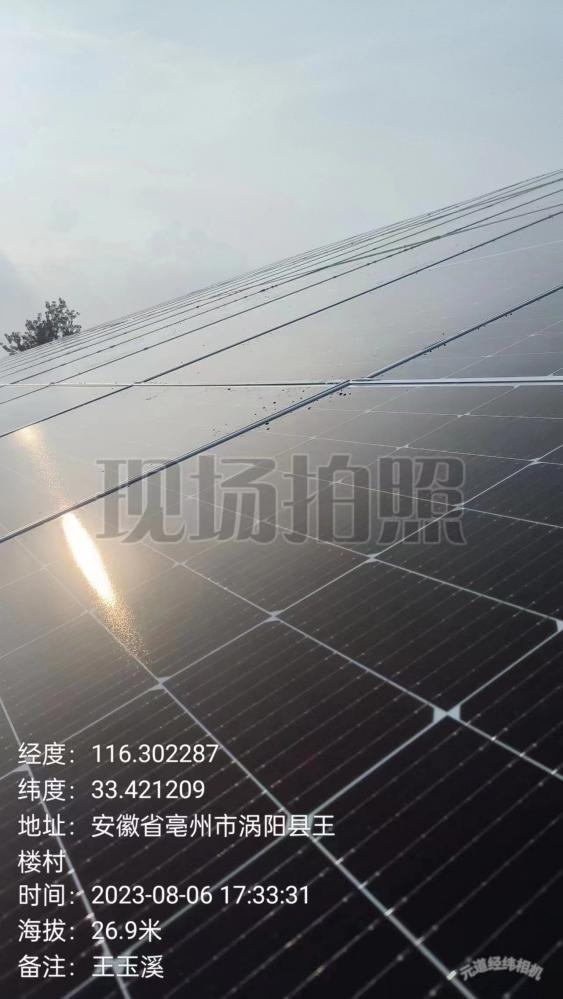 现场拍照
经度：116.302287
纬度：33.421209
地址：安徽省亳州市涡阳县王
楼村
时间：2023-08-06 17:33:31
海拔：26.9米
备注：王玉溪
元道经纬相机